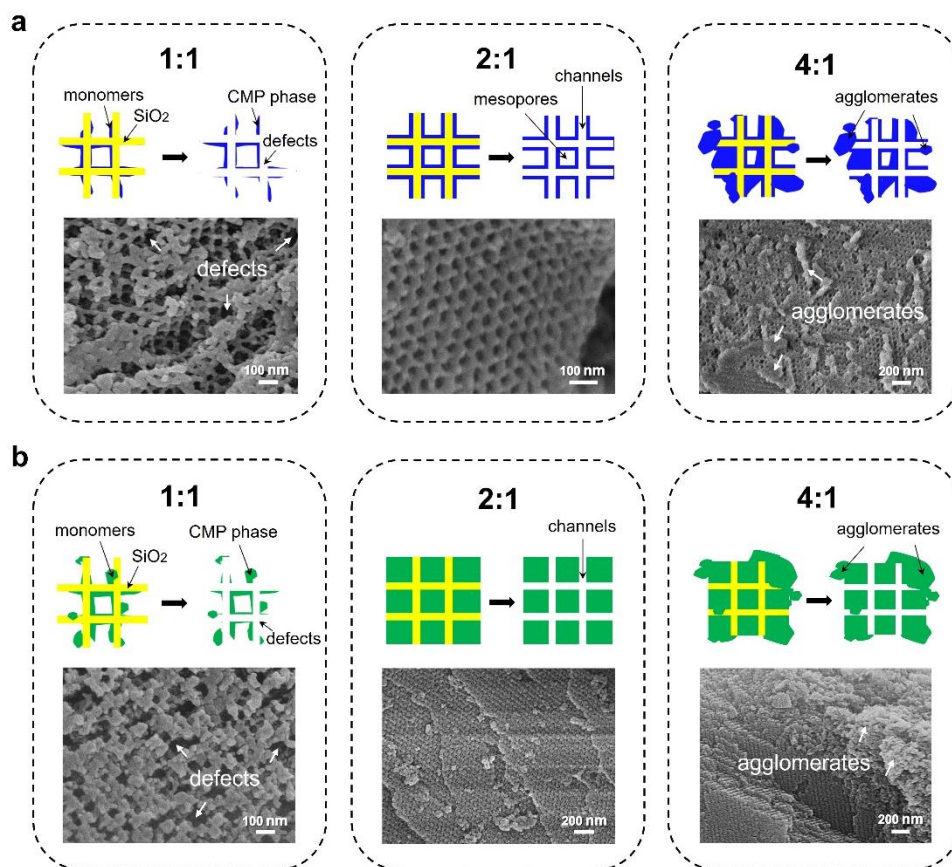 a
1:1
monomers
SiO₂
CMP phase
defects
defects
100 nm
2:1
channels
mesopores
100 nm
4:1
agglomerates
agglomerates
200 nm
b
1:1
monomers
SiO₂
CMP phase
defects
defects
100 nm
2:1
channels
200 nm
4:1
agglomerates
agglomerates
200 nm